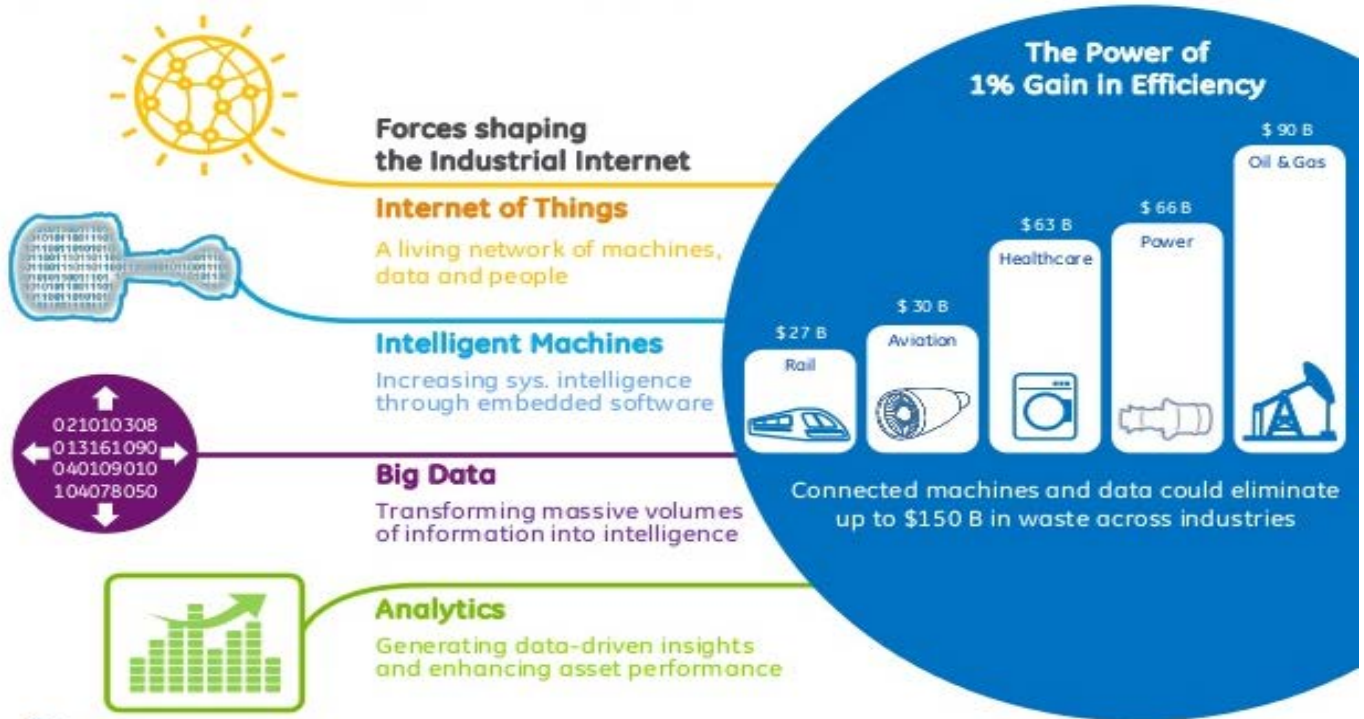 Forces shaping
the Industrial Internet
Internet of Things
A living network of machines,
data and people
Intelligent Machines
Increasing sys. intelligence
through embedded software
021010308
013161090
040109010
104078050
Big Data
Transforming massive volumes
of information into intelligence
Analytics
Generating data-driven insights
and enhancing asset performance
The Power of
1% Gain in Efficiency
$27 B
Rail
$30 B
Aviation
$63 B
Healthcare
$66 B
Power
$90 B
Oil & Gas
Connected machines and data could eliminate
up to $150 B in waste across industries